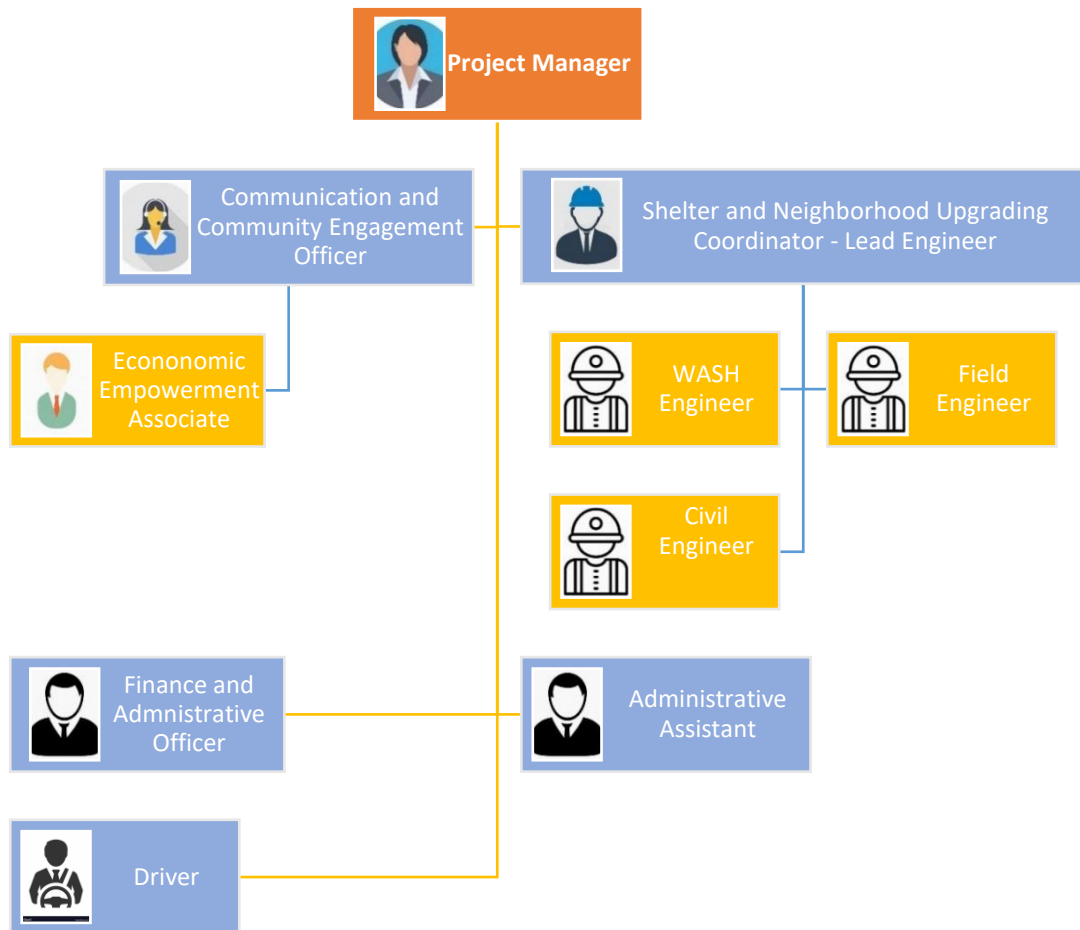 Project Manager
Communication and
Community Engagement
Officer
Shelter and Neighborhood Upgrading
Coordinator - Lead Engineer
Econonomic
Empowerment
Associate
WASH
Engineer
Field
Engineer
Civil
Engineer
Finance and
Admnistrative
Officer
Administrative
Assistant
Driver